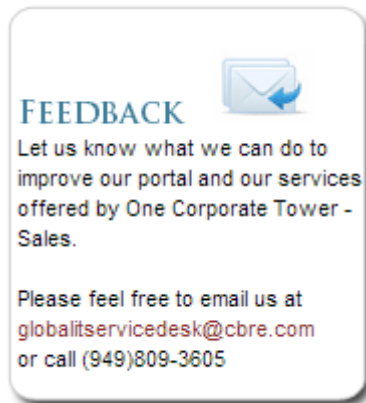 FEEDBACK
Let us know what we can do to
improve our portal and our services
offered by One Corporate Tower -
Sales.
Please feel free to email us at
globalitservicedesk@cbre.com
or call (949)809-3605